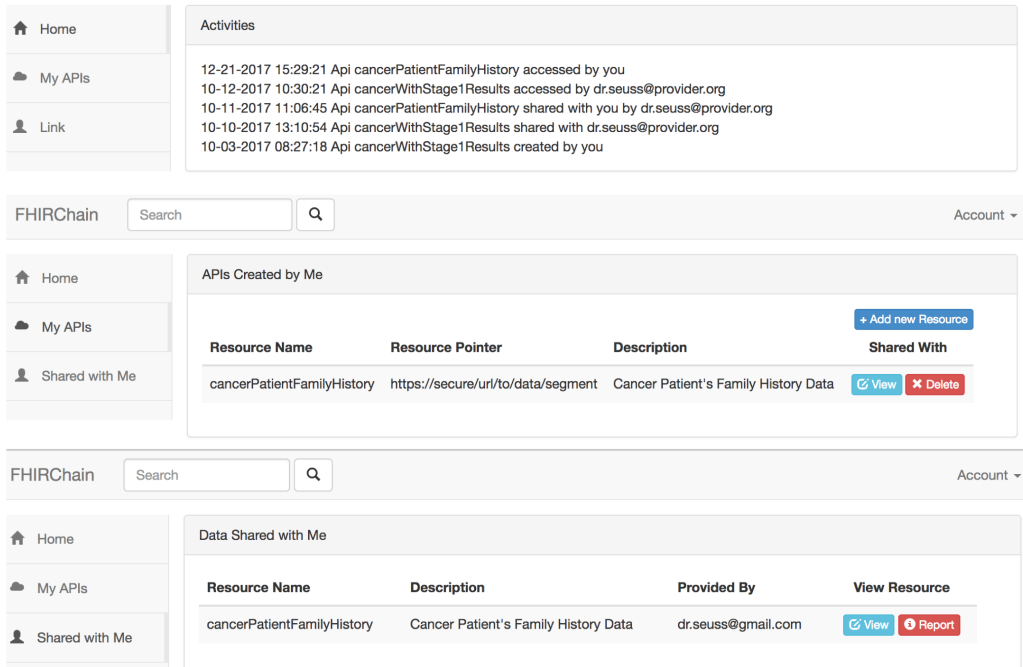 Home
My APIs
Link
Activities
12-21-2017 15:29:21 Api cancerPatientFamilyHistory accessed by you
10-12-2017 10:30:21 Api cancerWithStage1Results accessed by dr.seuss@provider.org
10-11-2017 11:06:45 Api cancerPatientFamilyHistory shared with you by dr.seuss@provider.org
10-10-2017 13:10:54 Api cancerWithStage1Results shared with dr.seuss@provider.org
10-03-2017 08:27:18 Api cancerWithStage1Results created by you
FHIRChain Search Account
Home
My APIs
Shared with Me
APIs Created by Me
+ Add new Resource
Resource Name Resource Pointer Description Shared With
cancerPatientFamilyHistory https://secure/url/to/data/segment Cancer Patient's Family History Data View Delete
FHIRChain Search Account
Home
My APIs
Shared with Me
Data Shared with Me
Resource Name Description Provided By View Resource
cancerPatientFamilyHistory Cancer Patient's Family History Data dr.seuss@gmail.com View Report